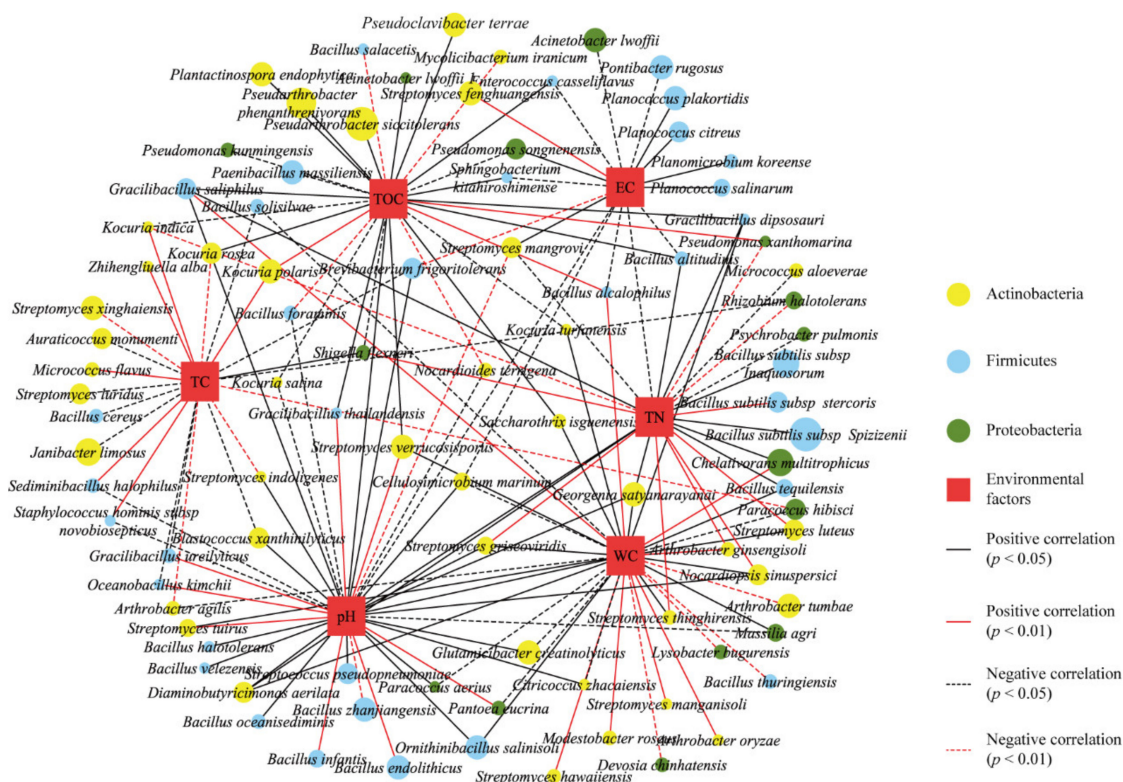 Pseudoclavibacter terrae
Bacillus salacetis
Mycolicibacterium iranicum
Acinetobacter lwoffii
Plantactinospora endophytica
Acinetobacter lwoffii
Enterococcus casseliflavus
Pontibacter rugosus
Streptomyces fenghuangensis
Pseudarthrobacter
phenanthrenivorans
Planococcus plakortidis
Pseudarthrobacter siccitolerans
Planococcus citreus
Pseudomonas kunmingensis
Pseudomonas songnenensis
Planomicrobium koreense
Paenibacillus massiliensis
Sphingobacterium
kitahiroshimense
EC
Gracilibacillus saliphilus
TOC
Planococcus salinarum
Bacillus solisilvae
Gracilibacillus dipsosauri
Kocuria indica
Pseudomonas xanthomarina
Kocuria rosea
Streptomyces mangrovi
Bacillus altitudinis
Zhihengliuella alba
Kocuria polaris
Brevibacterium frigoritolerans
Micrococcus aloeverae
Bacillus alcalophilus
Rhizobium halotolerans
Actinobacteria
Streptomyces xinghaiensis
Bacillus foraminis
Kocuria turfanensis
Psychrobacter pulmonis
Auraticoccus monumenti
Shigella flexneri
Bacillus subtilis subsp
Inaquosorum
Firmicutes
Micrococcus flavus
TC
Kocuria salina
Nocardioides terrigena
Streptomyces luridus
Bacillus subtilis subsp stercoris
Bacillus cereus
Gracilibacillus thailandensis
Saccharothrix isguenensis
TN
Bacillus subtilis subsp Spizizenii
Proteobacteria
Janibacter limosus
Streptomyces verrucosisporus
Chelativorans multitrophicus
Sediminibacillus halophilus
Streptomyces indoligenes
Cellulosimicrobium marinum
Bacillus tequilensis
Georgenia satyanarayanai
Environmental
factors
Staphylococcus hominis subsp
novobiosepticus
Paracoccus hibisci
Blastococcus xanthinilyticus
Streptomyces luteus
Positive correlation
(p < 0.05)
Gracilibacillus ureilyticus
Streptomyces griseoviridis
WC
Arthrobacter ginsengisoli
Oceanobacillus kimchii
Nocardiopsis sinuspersici
Arthrobacter agilis
pH
Arthrobacter tumbae
Streptomyces tuirus
Streptomyces thinghirensis
Positive correlation
(p < 0.01)
Massilia agri
Bacillus halotolerans
Glutamicibacter creatinolyticus
Lysobacter bugurensis
Bacillus velezensis
Streptococcus pseudopneumoniae
Citricoccus zhacaiensis
Bacillus thuringiensis
Negative correlation
(p < 0.05)
Diaminobutyricimonas aerilata
Paracoccus aerius
Bacillus zhanjiangensis
Pantoea eucrina
Streptomyces manganisoli
Bacillus oceanisediminis
Modestobacter roseus
Arthrobacter oryzae
Negative correlation
(p < 0.01)
Bacillus infantis
Ornithinibacillus salinisoli
Bacillus endolithicus
Devosia chinhatensis
Streptomyces hawaiiensis